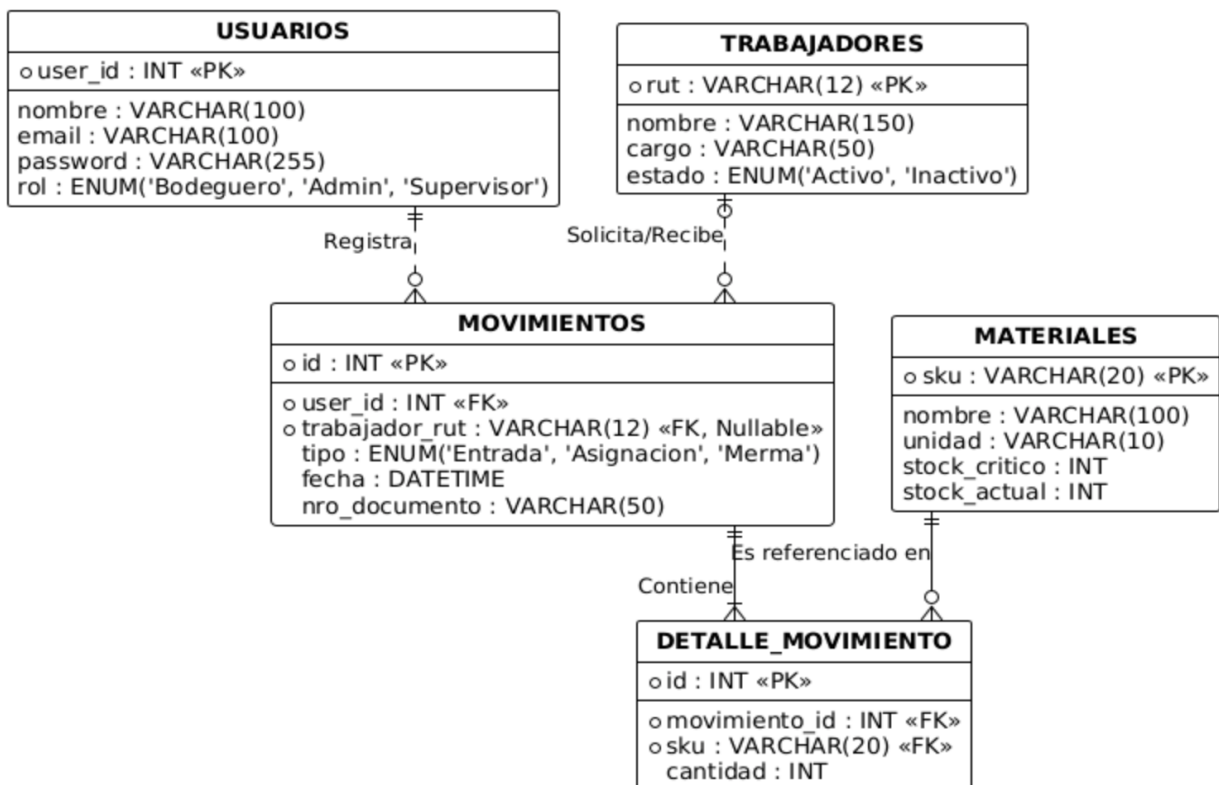 USUARIOS
user_id : INT «PK»
nombre : VARCHAR(100)
email : VARCHAR(100)
password : VARCHAR(255)
rol : ENUM('Bodeguero', 'Admin', 'Supervisor')
TRABAJADORES
rut : VARCHAR(12) «PK»
nombre : VARCHAR(150)
cargo : VARCHAR(50)
estado : ENUM('Activo', 'Inactivo')
Registra
Solicita/Recibe
MOVIMIENTOS
id : INT «PK»
user_id : INT «FK»
trabajador_rut : VARCHAR(12) «FK, Nullable»
tipo : ENUM('Entrada', 'Asignacion', 'Merma')
fecha : DATETIME
nro_documento : VARCHAR(50)
MATERIALES
sku : VARCHAR(20) «PK»
nombre : VARCHAR(100)
unidad : VARCHAR(10)
stock_critico : INT
stock_actual : INT
Es referenciado en
Contiene
DETALLE_MOVIMIENTO
id : INT «PK»
movimiento_id : INT «FK»
sku : VARCHAR(20) «FK»
cantidad : INT